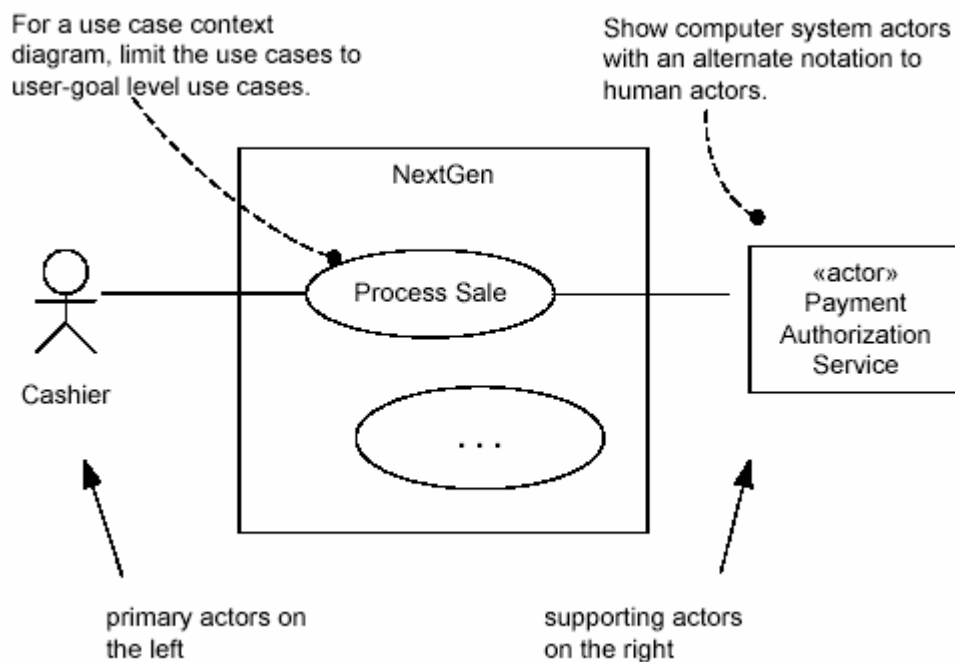 For a use case context
diagram, limit the use cases to
user-goal level use cases.
Show computer system actors
with an alternate notation to
human actors.
NextGen
Process Sale
«actor»
Payment
Authorization
Service
Cashier
. . .
primary actors on
the left
supporting actors
on the right